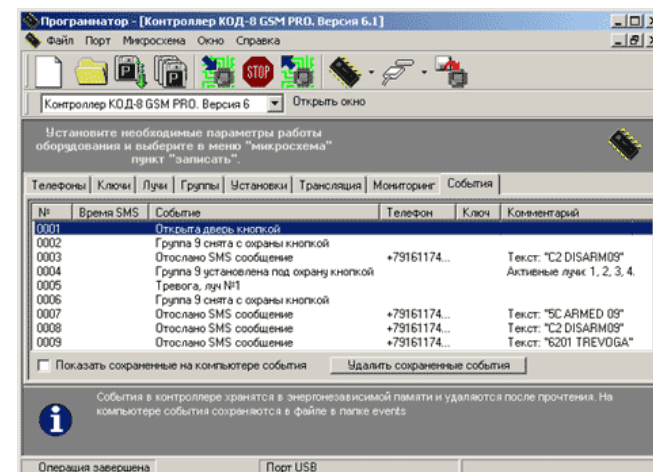 Программатор - [Контроллер КОД-8 GSM PRO. Версия 6.1]
Файл Порт Микросхема Окно Справка
STOP
Контроллер КОД-8 GSM PRO. Версия 6 Открыть окно
Установите необходимые параметры работы
оборудования и выберите в меню "микросхема"
пункт "записать".
Телефоны Ключи Лучи Группы Установки Трансляция Мониторинг События
№ Время SMS Событие Телефон Ключ Комментарий
0001 Открыта дверь кнопкой
0002 Группа 9 снята с охраны кнопкой
0003 Отослано SMS сообщение +79161174... Текст: "C2 DISARM09"
0004 Группа 9 установлена под охрану кнопкой Активные лучи: 1, 2, 3, 4.
0005 Тревога, луч №1
0006 Группа 9 снята с охраны кнопкой
0007 Отослано SMS сообщение +79161174... Текст: "5C ARMED 09"
0008 Отослано SMS сообщение +79161174... Текст: "C2 DISARM09"
0009 Отослано SMS сообщение +79161174... Текст: "6201 TREVOGA"
Показать сохраненные на компьютере события Удалить сохраненные события
События в контроллере хранятся в энергонезависимой памяти и удаляются после прочтения. На
компьютере события сохраняются в файле в папке events
Операция завершена Порт USB